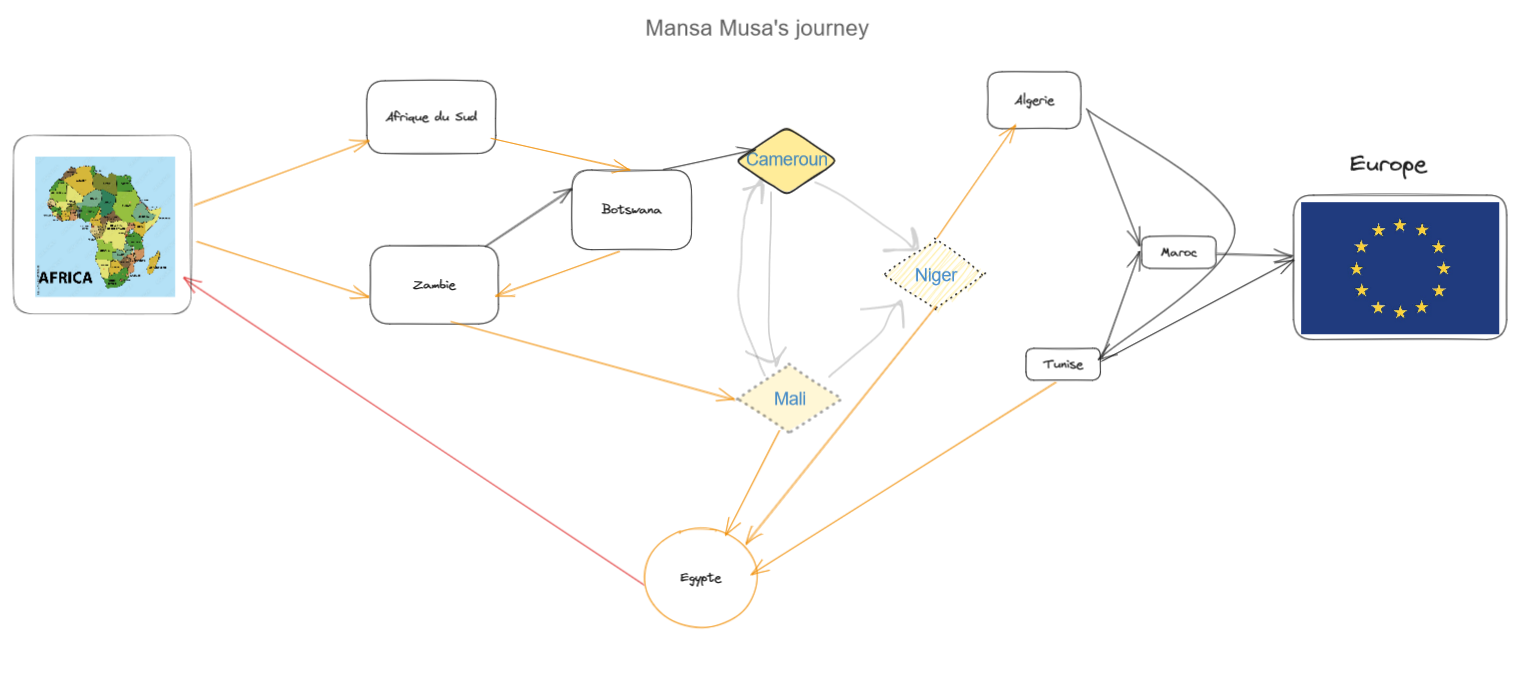 Mansa Musa's journey
Afrique du Sud
Algerie
Cameroun
Europe
Botswana
Maroc
AFRICA
Zambie
Niger
Tunise
Mali
Egypte